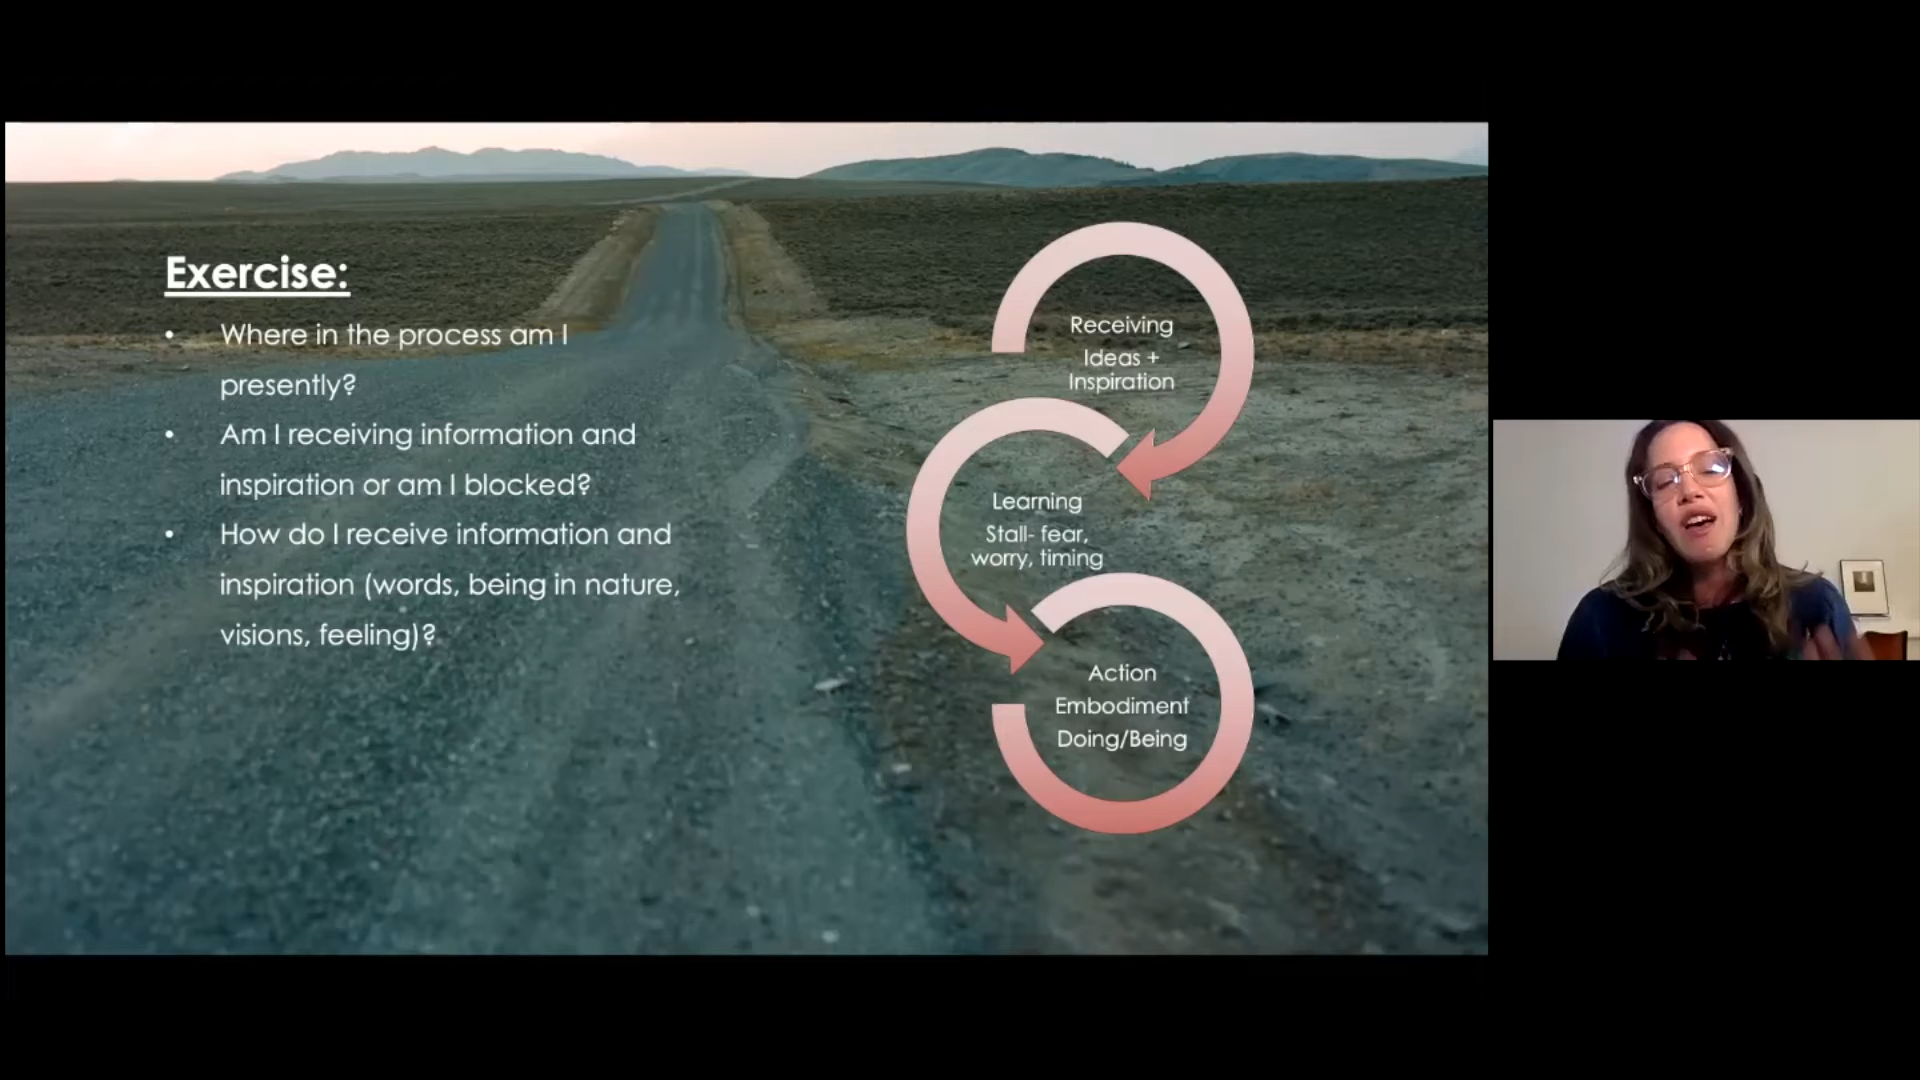 Exercise:
• Where in the process am I
presently?
• Am I receiving information and
inspiration or am I blocked?
• How do I receive information and
inspiration (words, being in nature,
visions, feeling)?
Receiving
Ideas +
Inspiration
Learning
Stall- fear,
worry, timing
Action
Embodiment
Doing/Being